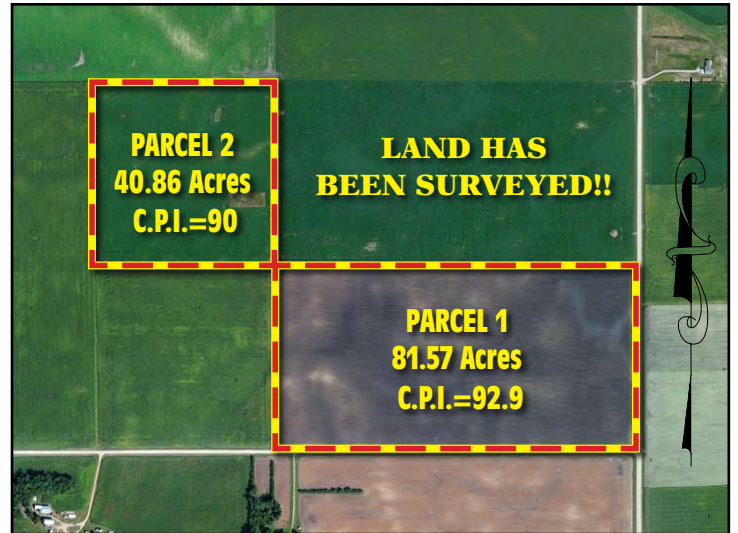 PARCEL 2
40.86 Acres
C.P.I.=90
LAND HAS
BEEN SURVEYED!!
PARCEL 1
81.57 Acres
C.P.I.=92.9